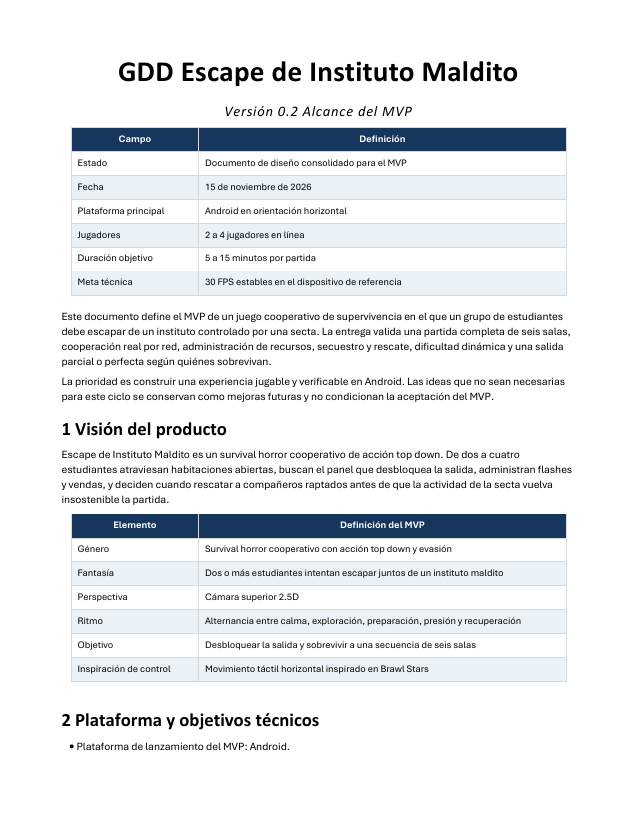 GDD Escape de Instituto Maldito
Versión 0.2 Alcance del MVP
Campo Definición
Estado Documento de diseño consolidado para el MVP
Fecha 15 de noviembre de 2026
Plataforma principal Android en orientación horizontal
Jugadores 2 a 4 jugadores en línea
Duración objetivo 5 a 15 minutos por partida
Meta técnica 30 FPS estables en el dispositivo de referencia
Este documento define el MVP de un juego cooperativo de supervivencia en el que un grupo de estudiantes
debe escapar de un instituto controlado por una secta. La entrega valida una partida completa de seis salas,
cooperación real por red, administración de recursos, secuestro y rescate, dificultad dinámica y una salida
parcial o perfecta según quiénes sobrevivan.
La prioridad es construir una experiencia jugable y verificable en Android. Las ideas que no sean necesarias
para este ciclo se conservan como mejoras futuras y no condicionan la aceptación del MVP.
1 Visión del producto
Escape de Instituto Maldito es un survival horror cooperativo de acción top down. De dos a cuatro
estudiantes atraviesan habitaciones abiertas, buscan el panel que desbloquea la salida, administran flashes
y vendas, y deciden cuando rescatar a compañeros raptados antes de que la actividad de la secta vuelva
insostenible la partida.
Elemento Definición del MVP
Género Survival horror cooperativo con acción top down y evasión
Fantasía Dos o más estudiantes intentan escapar juntos de un instituto maldito
Perspectiva Cámara superior 2.5D
Ritmo Alternancia entre calma, exploración, preparación, presión y recuperación
Objetivo Desbloquear la salida y sobrevivir a una secuencia de seis salas
Inspiración de control Movimiento táctil horizontal inspirado en Brawl Stars
2 Plataforma y objetivos técnicos
• Plataforma de lanzamiento del MVP: Android.